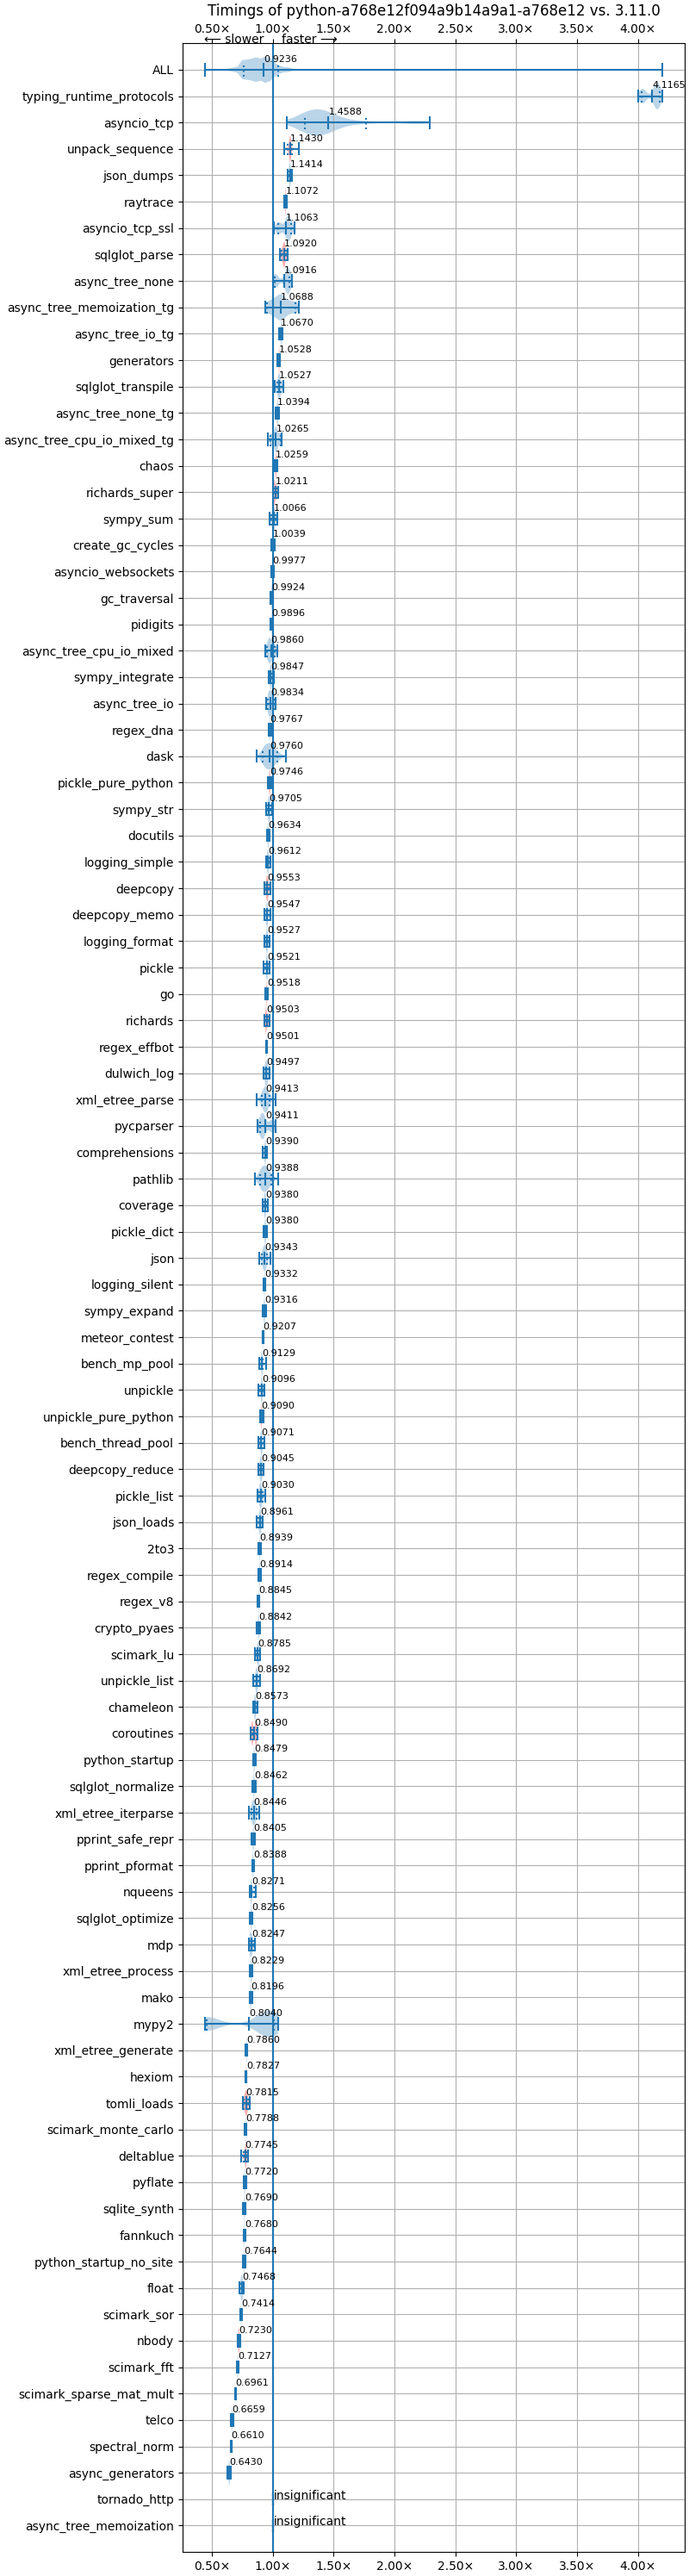 Timings of python-a768e12f094a9b14a9a1-a768e12 vs. 3.11.0
0.50× 1.00× 1.50× 2.00× 2.50× 3.00× 3.50× 4.00×
⟵ slower faster ⟶
ALL 0.9236
typing_runtime_protocols 4.1165
asyncio_tcp 1.4588
unpack_sequence 1.1430
json_dumps 1.1414
raytrace 1.1072
asyncio_tcp_ssl 1.1063
sqlglot_parse 1.0920
async_tree_none 1.0916
async_tree_memoization_tg 1.0688
async_tree_io_tg 1.0670
generators 1.0528
sqlglot_transpile 1.0527
async_tree_none_tg 1.0394
async_tree_cpu_io_mixed_tg 1.0265
chaos 1.0259
richards_super 1.0211
sympy_sum 1.0066
create_gc_cycles 1.0039
asyncio_websockets 0.9977
gc_traversal 0.9924
pidigits 0.9896
async_tree_cpu_io_mixed 0.9860
sympy_integrate 0.9847
async_tree_io 0.9834
regex_dna 0.9767
dask 0.9760
pickle_pure_python 0.9746
sympy_str 0.9705
docutils 0.9634
logging_simple 0.9612
deepcopy 0.9553
deepcopy_memo 0.9547
logging_format 0.9527
pickle 0.9521
go 0.9518
richards 0.9503
regex_effbot 0.9501
dulwich_log 0.9497
xml_etree_parse 0.9413
pycparser 0.9411
comprehensions 0.9390
pathlib 0.9388
coverage 0.9380
pickle_dict 0.9380
json 0.9343
logging_silent 0.9332
sympy_expand 0.9316
meteor_contest 0.9207
bench_mp_pool 0.9129
unpickle 0.9096
unpickle_pure_python 0.9090
bench_thread_pool 0.9071
deepcopy_reduce 0.9045
pickle_list 0.9030
json_loads 0.8961
2to3 0.8939
regex_compile 0.8914
regex_v8 0.8845
crypto_pyaes 0.8842
scimark_lu 0.8785
unpickle_list 0.8692
chameleon 0.8573
coroutines 0.8490
python_startup 0.8479
sqlglot_normalize 0.8462
xml_etree_iterparse 0.8446
pprint_safe_repr 0.8405
pprint_pformat 0.8388
nqueens 0.8271
sqlglot_optimize 0.8256
mdp 0.8247
xml_etree_process 0.8229
mako 0.8196
mypy2 0.8040
xml_etree_generate 0.7860
hexiom 0.7827
tomli_loads 0.7815
scimark_monte_carlo 0.7788
deltablue 0.7745
pyflate 0.7720
sqlite_synth 0.7690
fannkuch 0.7680
python_startup_no_site 0.7644
float 0.7468
scimark_sor 0.7414
nbody 0.7230
scimark_fft 0.7127
scimark_sparse_mat_mult 0.6961
telco 0.6659
spectral_norm 0.6610
async_generators 0.6430
tornado_http insignificant
async_tree_memoization insignificant
0.50× 1.00× 1.50× 2.00× 2.50× 3.00× 3.50× 4.00×